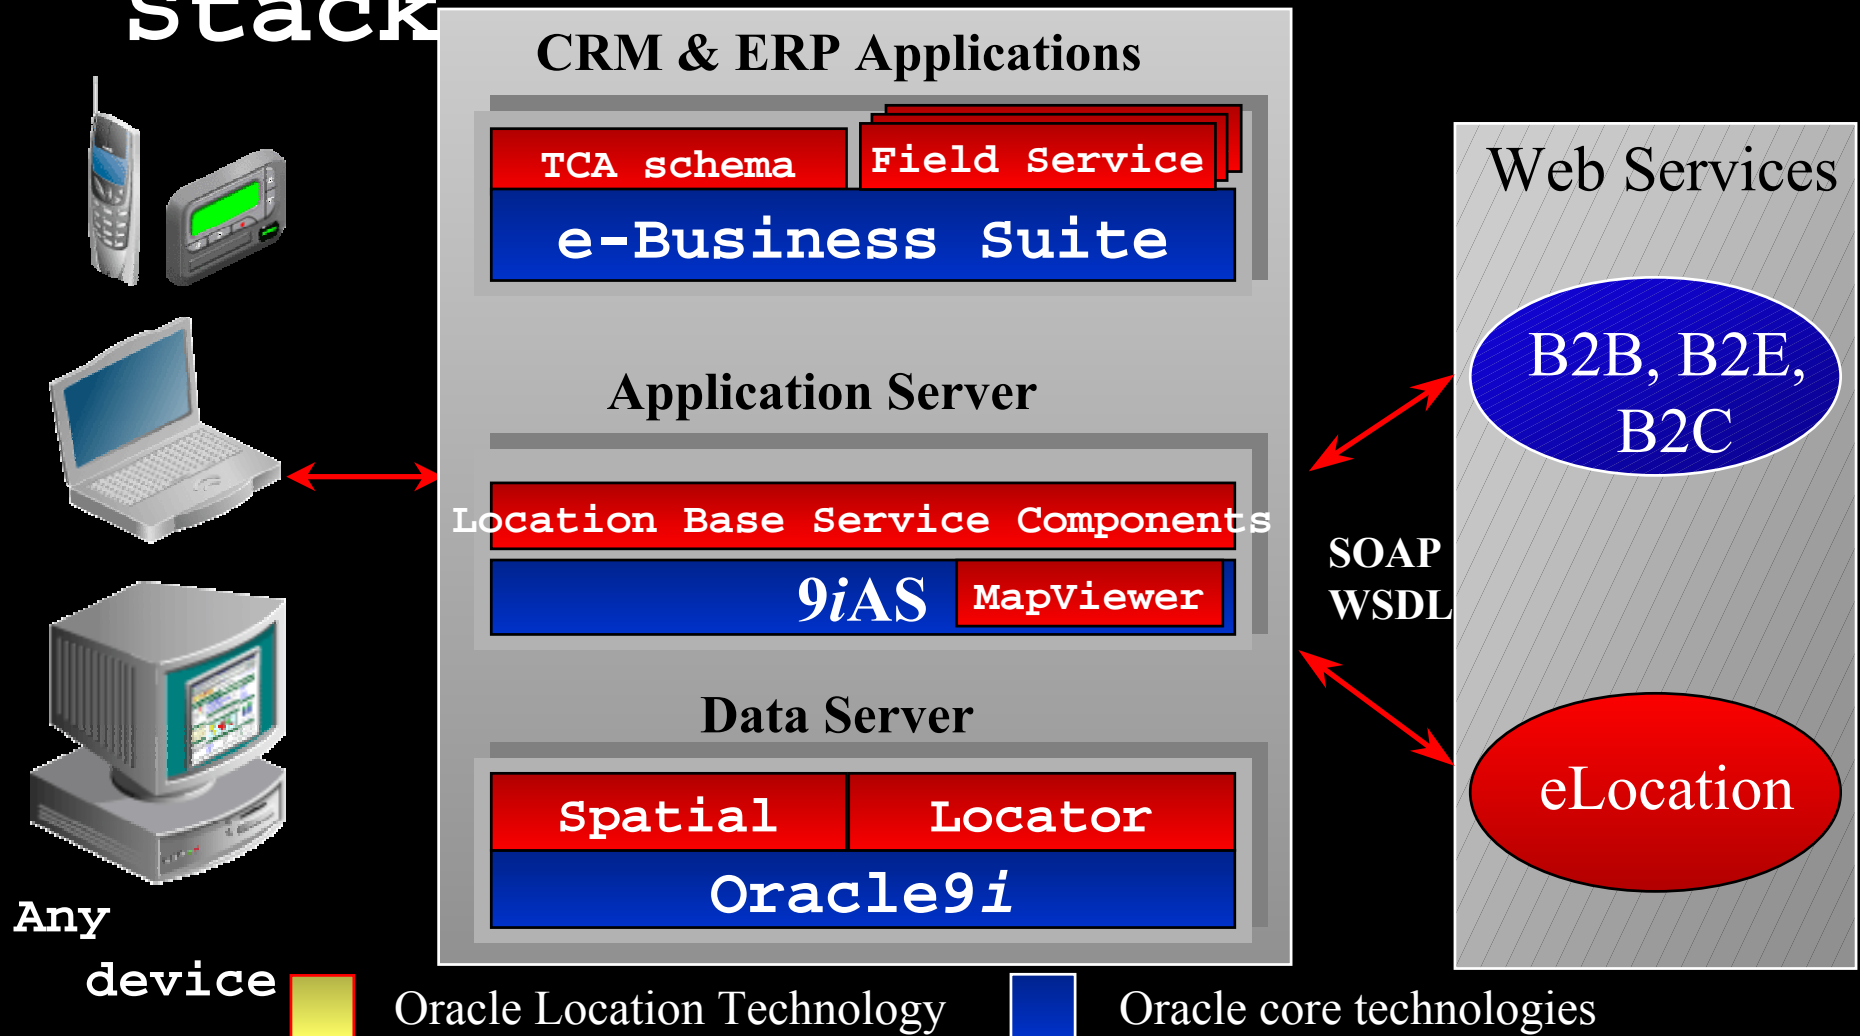 Stack
CRM & ERP Applications
TCA schema
Field Service
e-Business Suite
Application Server
Location Base Service Components
9iAS
MapViewer
Data Server
Spatial
Locator
Oracle9i
Any
device
SOAP
WSDL
Web Services
B2B, B2E,
B2C
eLocation
Oracle Location Technology
Oracle core technologies